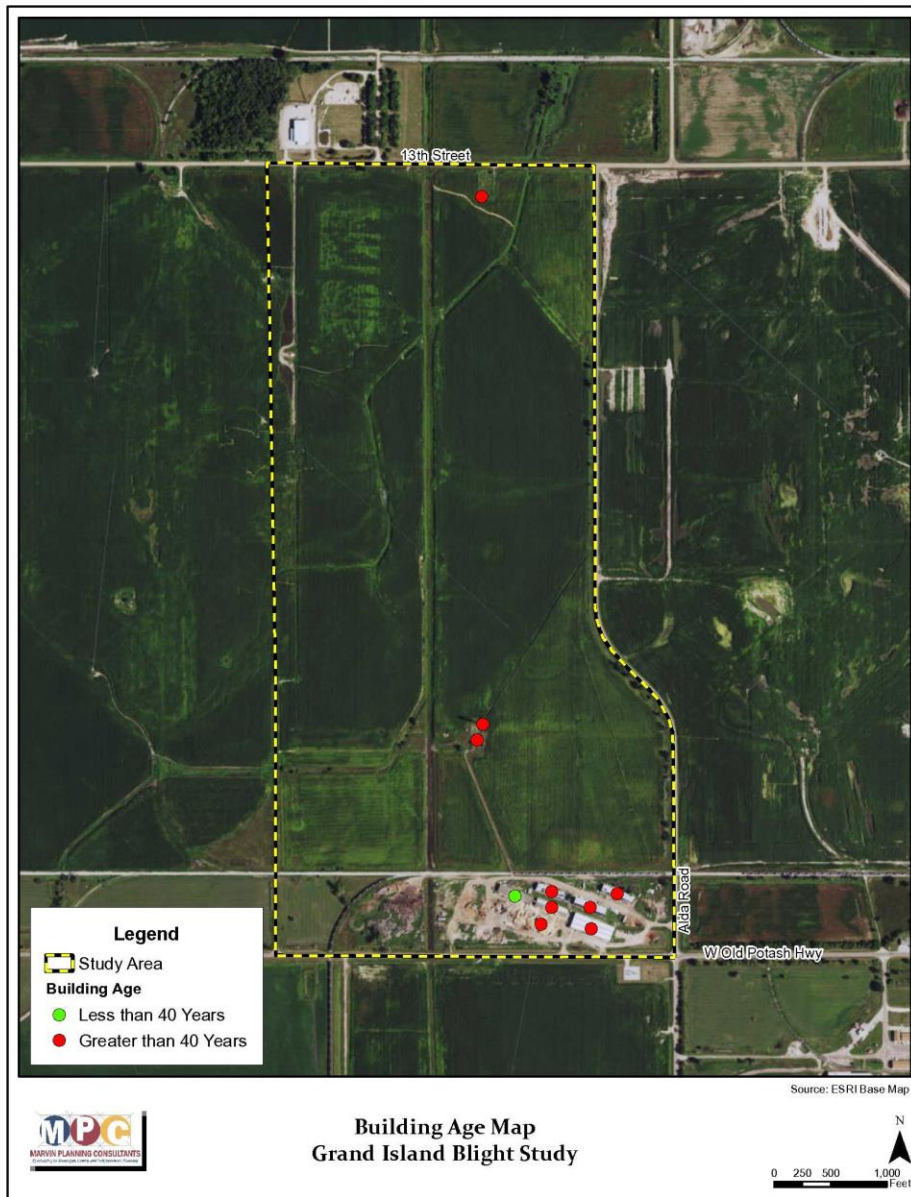 13th Street
Alda Road
W Old Potash Hwy
Legend
Study Area
Building Age
Less than 40 Years
Greater than 40 Years
Source: ESRI Base Map
MPC
MARVIN PLANNING CONSULTANTS
Building Age Map
Grand Island Blight Study
N
0 250 500 1,000
Feet